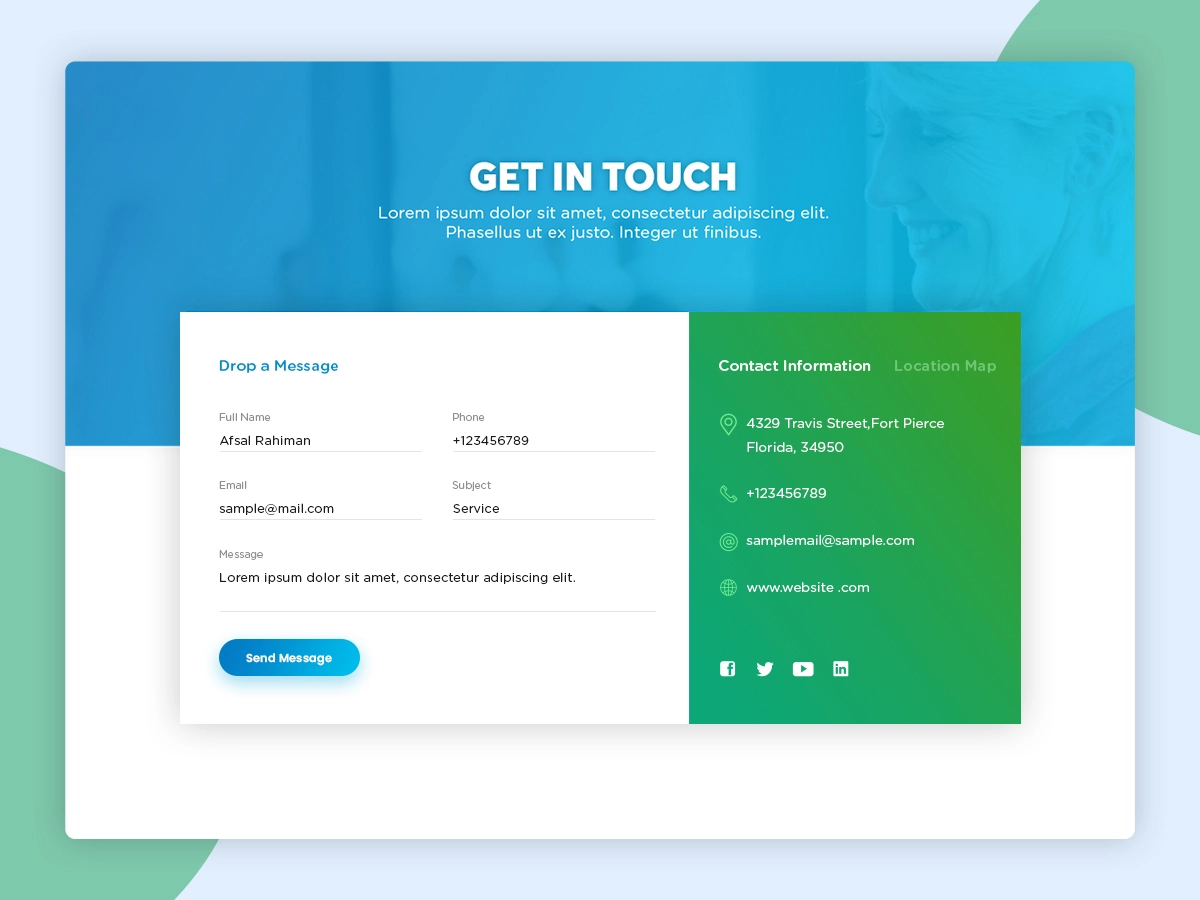 GET IN TOUCH
Lorem ipsum dolor sit amet, consectetur adipiscing elit.
Phasellus ut ex justo. Integer ut finibus.
Drop a Message
Full Name
Afsal Rahiman
Phone
+123456789
Email
sample@mail.com
Subject
Service
Message
Lorem ipsum dolor sit amet, consectetur adipiscing elit.
Send Message
Contact Information
Location Map
4329 Travis Street,Fort Pierce
Florida, 34950
+123456789
samplemail@sample.com
www.website .com